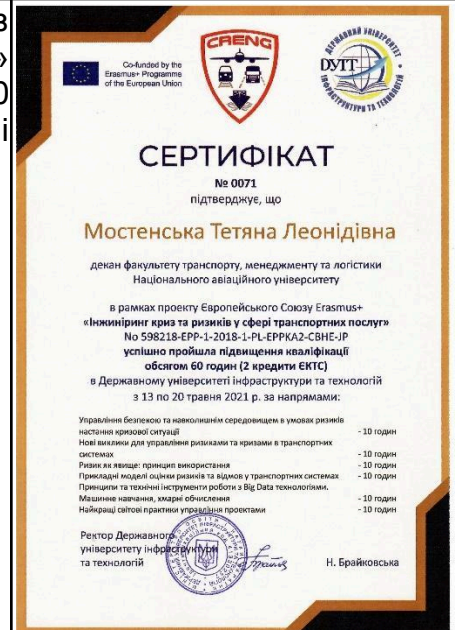 в
»
0
і
Co-funded by the
Erasmus+ Programme
of the European Union
CRENG
ДЕРЖАВНИЙ УНІВЕРСИТЕТ
ДУІТ
ІНФРАСТРУКТУРИ ТА ТЕХНОЛОГІЙ
СЕРТИФІКАТ
№ 0071
підтверджує, що
Мостенська Тетяна Леонідівна
декан факультету транспорту, менеджменту та логістики
Національного авіаційного університету
в рамках проекту Європейського Союзу Erasmus+
«Інжиніринг криз та ризиків у сфері транспортних послуг»
No 598218-EPP-1-2018-1-PL-EPPKA2-CBHE-JP
успішно пройшла підвищення кваліфікації
обсягом 60 годин (2 кредити ЄКТС)
в Державному університеті інфраструктури та технологій
з 13 по 20 травня 2021 р. за напрямами:
Управління безпекою та навколишнім середовищем в умовах ризиків
настання кризової ситуації - 10 годин
Нові виклики для управління ризиками та кризами в транспортних
системах - 10 годин
Ризик як явище: принцип використання - 10 годин
Прикладні моделі оцінки ризиків та відмов у транспортних системах - 10 годин
Принципи та технічні інструменти роботи з Big Data технологіями.
Машинне навчання, хмарні обчислення - 10 годин
Найкращі світові практики управління проектами - 10 годин
Ректор Державного
університету інфраструктури
та технологій Н. Брайковська